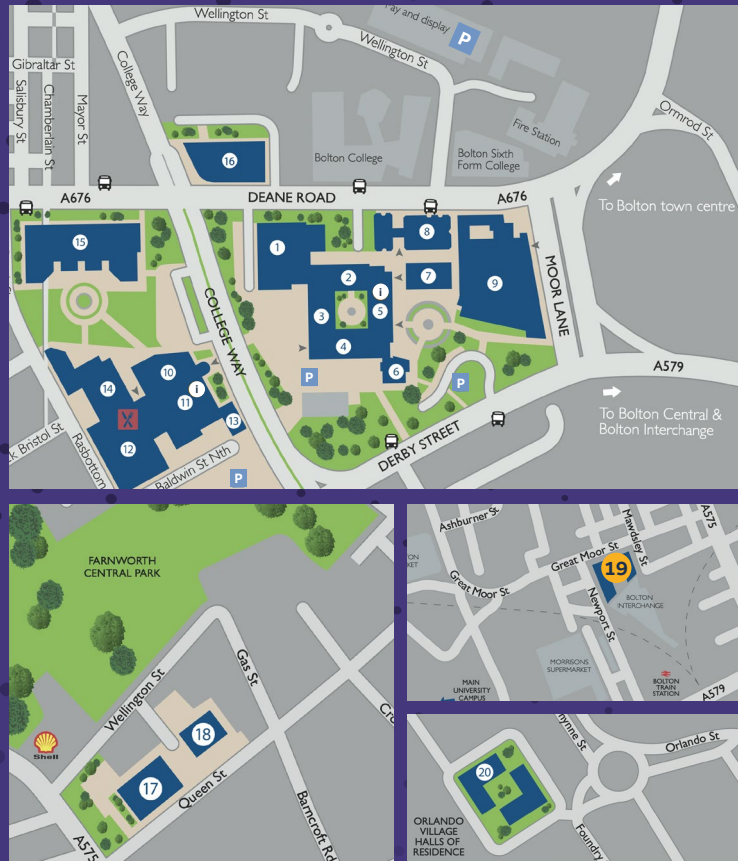 Wellington St
Pay and display
P
Wellington St
College Way
Gibraltar St
Salisbury St
Chamberlain St
Mayor St
Ormrod St
Fire Station
Bolton College
Bolton Sixth
Form College
16
A676
DEANE ROAD
A676
To Bolton town centre
15
1
2
i
3
5
4
6
7
8
9
MOOR LANE
COLLEGE WAY
P
P
A579
To Bolton Central &
Bolton Interchange
10
i
11
14
12
13
DERBY STREET
ck Bristol St
Rasbottom
Baldwin St Nth
P
FARNWORTH
CENTRAL PARK
Wellington St
Gas St
Shell
18
17
Queen St
Barncroft Rd
A575
Ashburner St
Great Moor St
Great Moor St
Mawdsley St
A575
19
BOLTON
INTERCHANGE
Newport St
MORRISONS
SUPERMARKET
MAIN
UNIVERSITY
CAMPUS
BOLTON
TRAIN
STATION
A579
Orlando St
20
ORLANDO
VILLAGE
HALLS OF
RESIDENCE